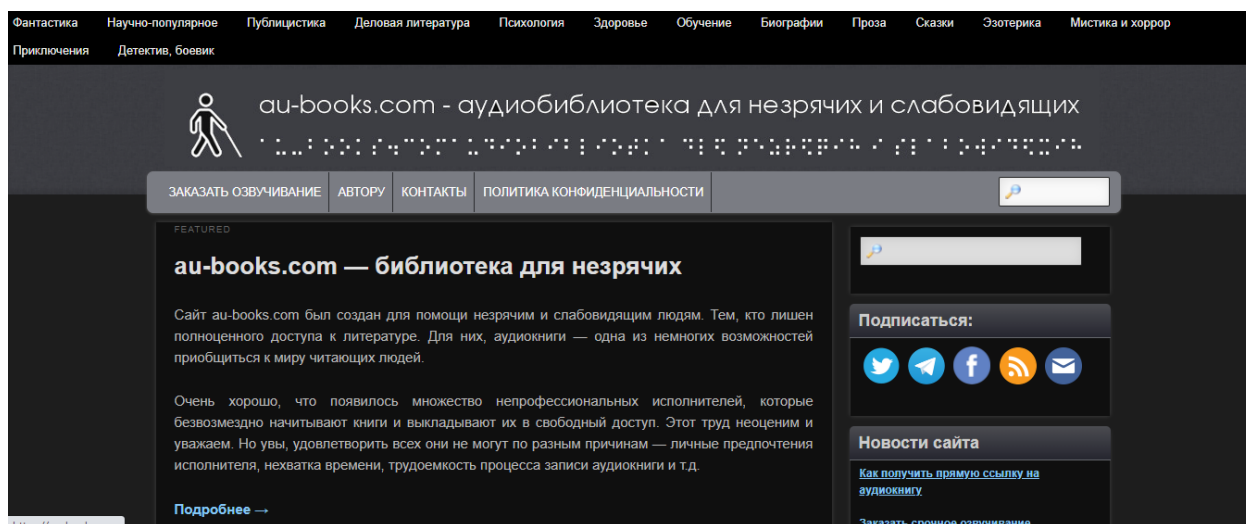 Фантастика Научно-популярное Публицистика Деловая литература Психология Здоровье Обучение Биографии Проза Сказки Эзотерика Мистика и хоррор
Приключения Детектив, боевик
au-books.com - аудиобиблиотека для незрячих и слабовидящих
ЗАКАЗАТЬ ОЗВУЧИВАНИЕ АВТОРУ КОНТАКТЫ ПОЛИТИКА КОНФИДЕНЦИАЛЬНОСТИ
FEATURED
au-books.com — библиотека для незрячих
Сайт au-books.com был создан для помощи незрячим и слабовидящим людям. Тем, кто лишен
полноценного доступа к литературе. Для них, аудиокниги — одна из немногих возможностей
приобщиться к миру читающих людей.
Очень хорошо, что появилось множество непрофессиональных исполнителей, которые
безвозмездно начитывают книги и выкладывают их в свободный доступ. Этот труд неоценим и
уважаем. Но увы, удовлетворить всех они не могут по разным причинам — личные предпочтения
исполнителя, нехватка времени, трудоемкость процесса записи аудиокниги и т.д.
Подробнее →
Подписаться:
Новости сайта
Как получить прямую ссылку на
аудиокнигу
Заказать срочное озвучивание